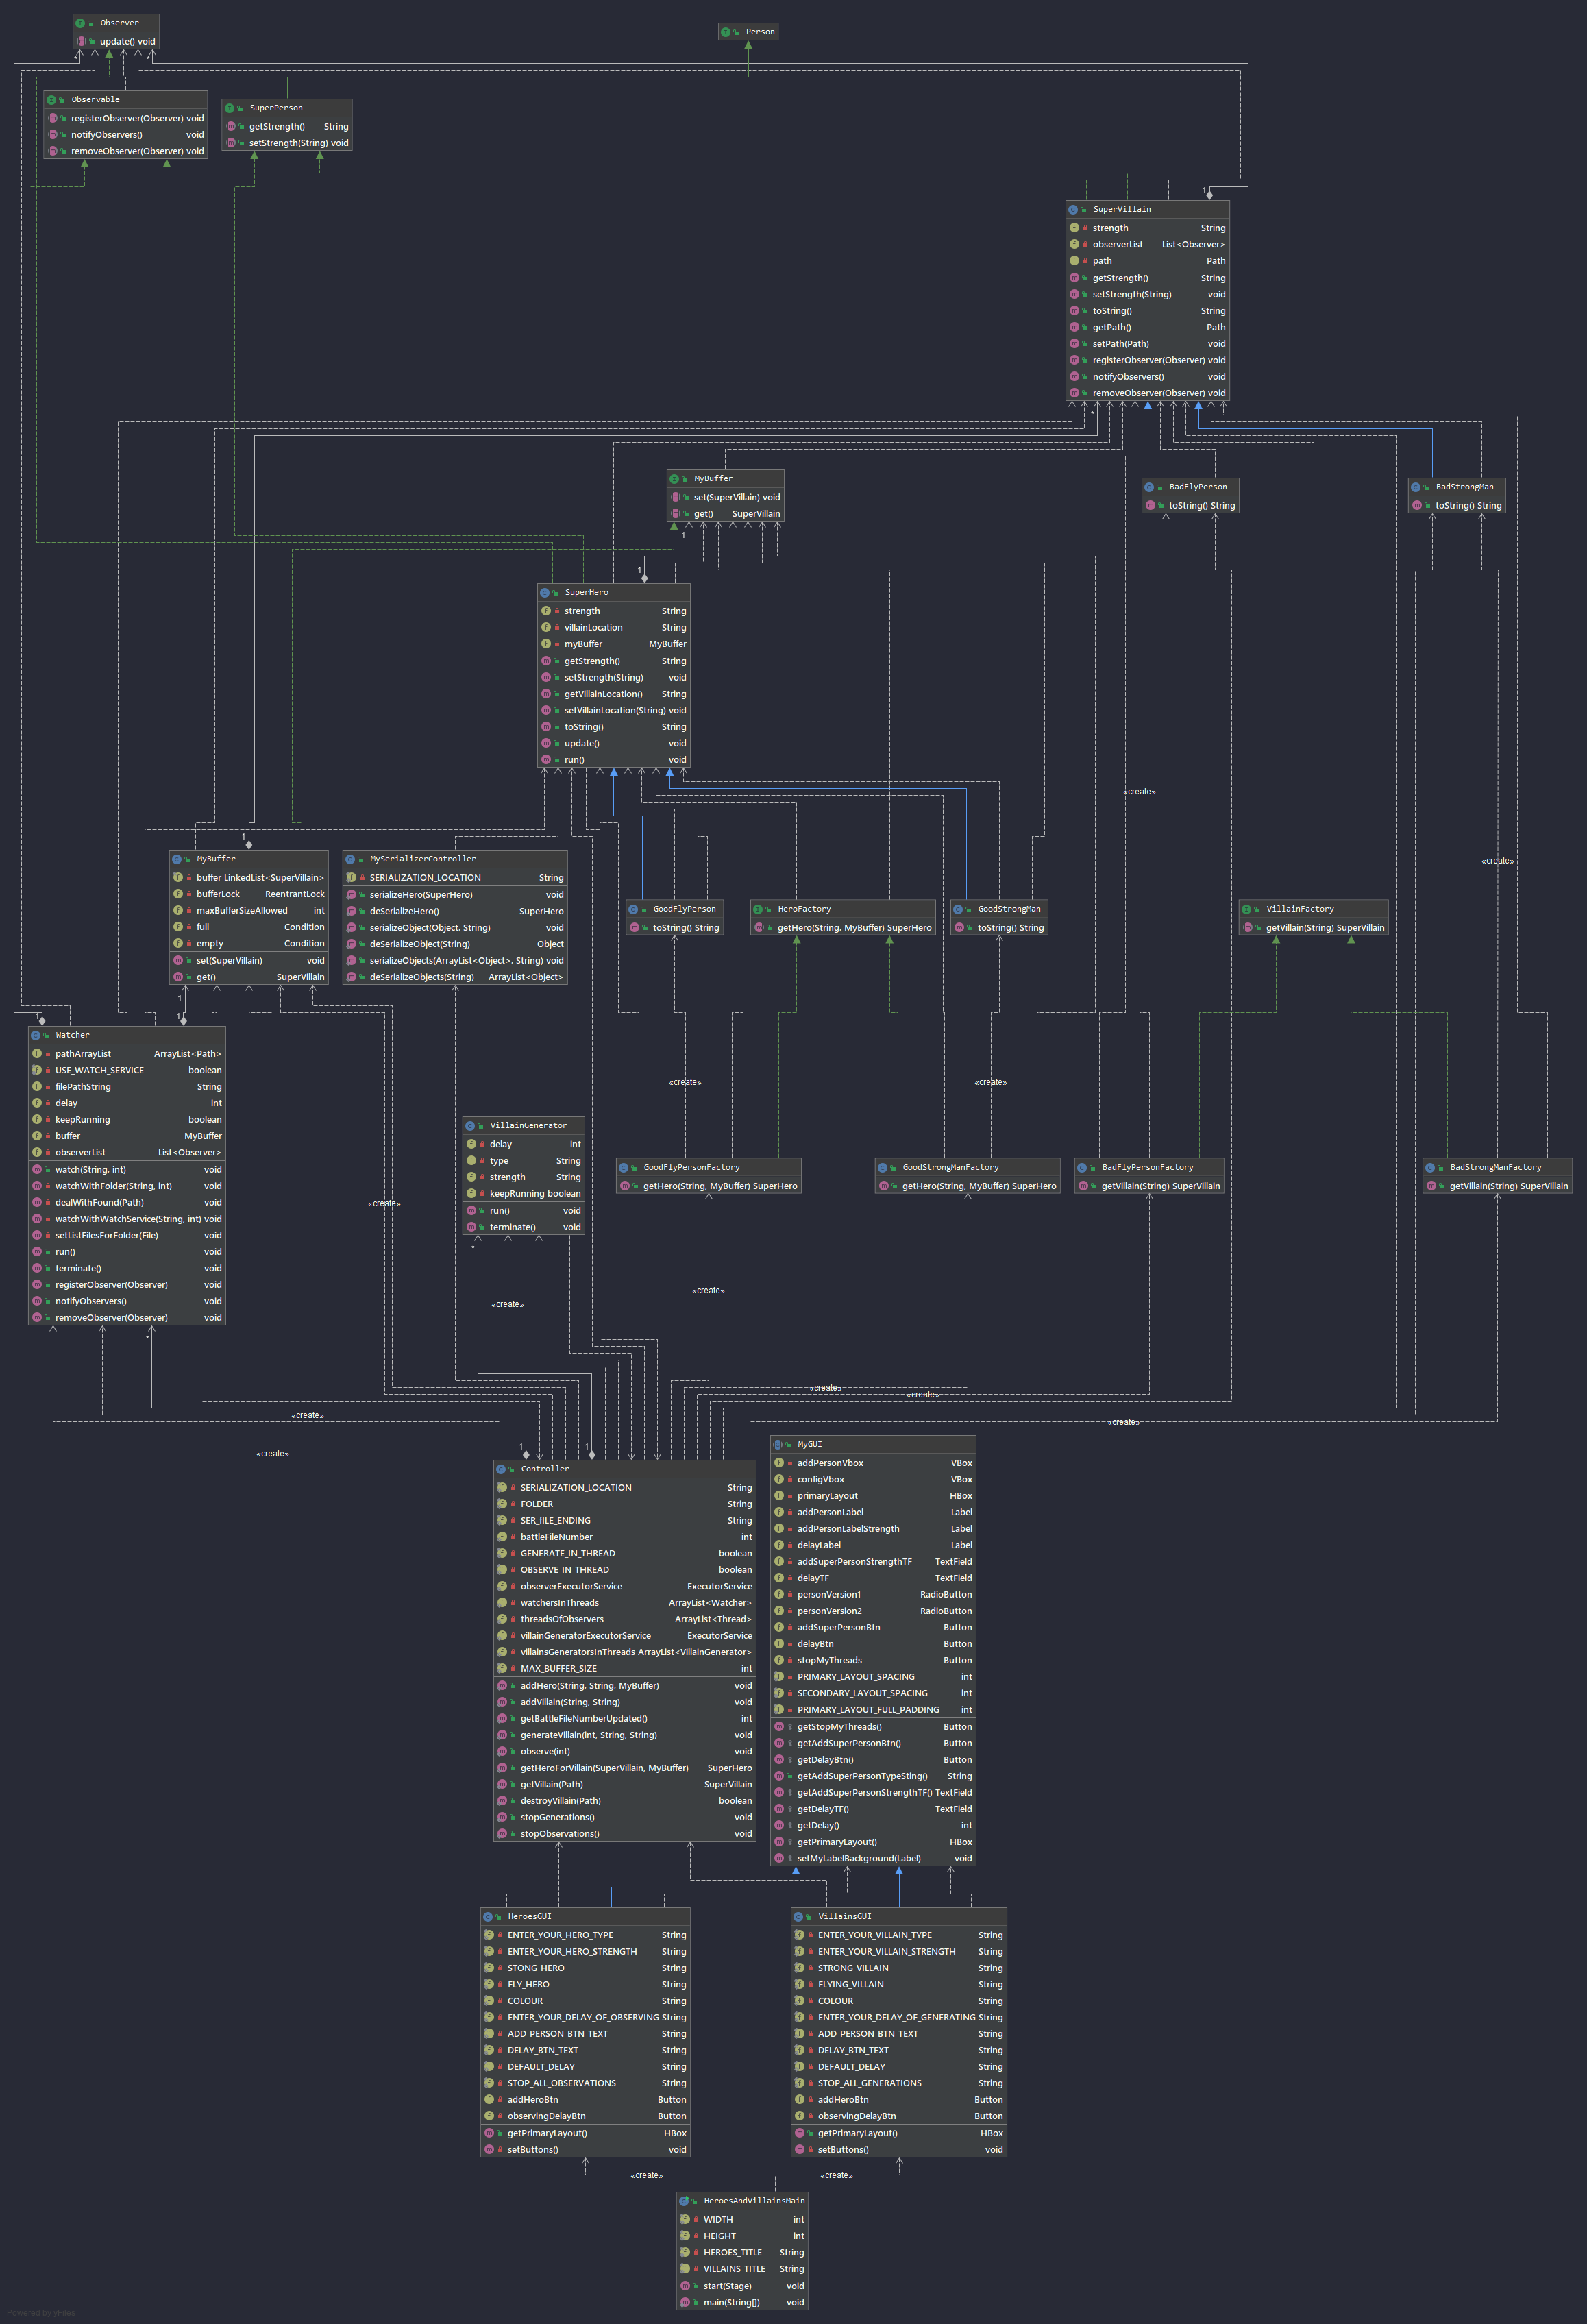 Observer
update() void
Person
Observable
registerObserver(Observer) void
notifyObservers() void
removeObserver(Observer) void
SuperPerson
getStrength() String
setStrength(String) void
SuperVillain
strength String
observerList List<Observer>
path Path
getStrength() String
setStrength(String) void
toString() String
getPath() Path
setPath(Path) void
registerObserver(Observer) void
notifyObservers() void
removeObserver(Observer) void
MyBuffer
set(SuperVillain) void
get() SuperVillain
BadFlyPerson
toString() String
BadStrongMan
toString() String
SuperHero
strength String
villainLocation String
myBuffer MyBuffer
getStrength() String
setStrength(String) void
getVillainLocation() String
setVillainLocation(String) void
toString() String
update() void
run() void
«create»
«create»
MyBuffer
buffer LinkedList<SuperVillain>
bufferLock ReentrantLock
maxBufferSizeAllowed int
full Condition
empty Condition
set(SuperVillain) void
get() SuperVillain
MySerializerController
SERIALIZATION_LOCATION String
serializeHero(SuperHero) void
deSerializeHero() SuperHero
serializeObject(Object, String) void
deSerializeObject(String) Object
serializeObjects(ArrayList<Object>, String) void
deSerializeObjects(String) ArrayList<Object>
GoodFlyPerson
toString() String
HeroFactory
getHero(String, MyBuffer) SuperHero
GoodStrongMan
toString() String
VillainFactory
getVillain(String) SuperVillain
Watcher
pathArrayList ArrayList<Path>
USE_WATCH_SERVICE boolean
filePathString String
delay int
keepRunning boolean
buffer MyBuffer
observerList List<Observer>
watch(String, int) void
watchWithFolder(String, int) void
dealWithFound(Path) void
watchWithWatchService(String, int) void
setListFilesForFolder(File) void
run() void
terminate() void
registerObserver(Observer) void
notifyObservers() void
removeObserver(Observer) void
«create»
«create»
VillainGenerator
delay int
type String
strength String
keepRunning boolean
run() void
terminate() void
GoodFlyPersonFactory
getHero(String, MyBuffer) SuperHero
GoodStrongManFactory
getHero(String, MyBuffer) SuperHero
BadFlyPersonFactory
getVillain(String) SuperVillain
BadStrongManFactory
getVillain(String) SuperVillain
«create»
«create»
«create»
«create»
«create»
«create»
«create»
«create»
Controller
SERIALIZATION_LOCATION String
FOLDER String
SER_fILE_ENDING String
battleFileNumber int
GENERATE_IN_THREAD boolean
OBSERVE_IN_THREAD boolean
observerExecutorService ExecutorService
watchersInThreads ArrayList<Watcher>
threadsOfObservers ArrayList<Thread>
villainGeneratorExecutorService ExecutorService
villainsGeneratorsInThreads ArrayList<VillainGenerator>
MAX_BUFFER_SIZE int
addHero(String, String, MyBuffer) void
addVillain(String, String) void
getBattleFileNumberUpdated() int
generateVillain(int, String, String) void
observe(int) void
getHeroForVillain(SuperVillain, MyBuffer) SuperHero
getVillain(Path) SuperVillain
destroyVillain(Path) boolean
stopGenerations() void
stopObservations() void
MyGUI
addPersonVbox VBox
configVbox VBox
primaryLayout HBox
addPersonLabel Label
addPersonLabelStrength Label
delayLabel Label
addSuperPersonStrengthTF TextField
delayTF TextField
personVersion1 RadioButton
personVersion2 RadioButton
addSuperPersonBtn Button
delayBtn Button
stopMyThreads Button
PRIMARY_LAYOUT_SPACING int
SECONDARY_LAYOUT_SPACING int
PRIMARY_LAYOUT_FULL_PADDING int
getStopMyThreads() Button
getAddSuperPersonBtn() Button
getDelayBtn() Button
getAddSuperPersonTypeSting() String
getAddSuperPersonStrengthTF() TextField
getDelayTF() TextField
getDelay() int
getPrimaryLayout() HBox
setMyLabelBackground(Label) void
HeroesGUI
ENTER_YOUR_HERO_TYPE String
ENTER_YOUR_HERO_STRENGTH String
STONG_HERO String
FLY_HERO String
COLOUR String
ENTER_YOUR_DELAY_OF_OBSERVING String
ADD_PERSON_BTN_TEXT String
DELAY_BTN_TEXT String
DEFAULT_DELAY String
STOP_ALL_OBSERVATIONS String
addHeroBtn Button
observingDelayBtn Button
getPrimaryLayout() HBox
setButtons() void
VillainsGUI
ENTER_YOUR_VILLAIN_TYPE String
ENTER_YOUR_VILLAIN_STRENGTH String
STRONG_VILLAIN String
FLYING_VILLAIN String
COLOUR String
ENTER_YOUR_DELAY_OF_GENERATING String
ADD_PERSON_BTN_TEXT String
DELAY_BTN_TEXT String
DEFAULT_DELAY String
STOP_ALL_GENERATIONS String
addHeroBtn Button
observingDelayBtn Button
getPrimaryLayout() HBox
setButtons() void
«create»
«create»
HeroesAndVillainsMain
WIDTH int
HEIGHT int
HEROES_TITLE String
VILLAINS_TITLE String
start(Stage) void
main(String[]) void
Powered by yFiles